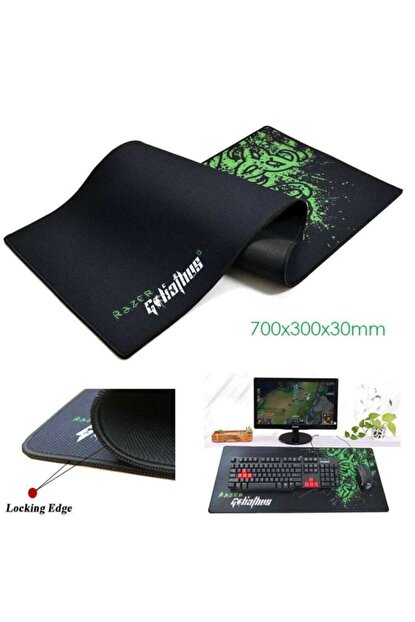 RAZER
Goliathus
700x300x30mm
Locking Edge
RAZER
Goliathus